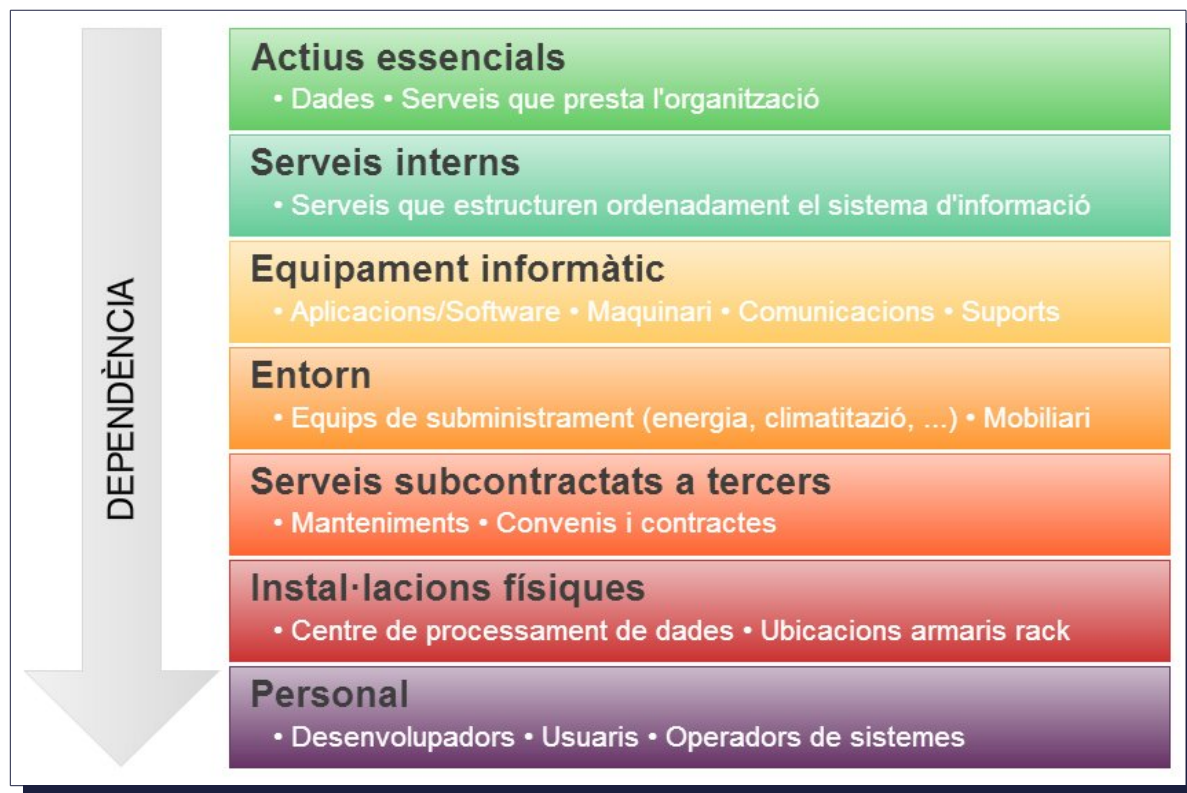 DEPENDÈNCIA
Actius essencials
• Dades • Serveis que presta l'organització
Serveis interns
• Serveis que estructuren ordenadament el sistema d'informació
Equipament informàtic
• Aplicacions/Software • Maquinari • Comunicacions • Suports
Entorn
• Equips de subministrament (energia, climatització, ...) • Mobiliari
Serveis subcontractats a tercers
• Manteniments • Convenis i contractes
Instal·lacions físiques
• Centre de processament de dades • Ubicacions armaris rack
Personal
• Desenvolupadors • Usuaris • Operadors de sistemes